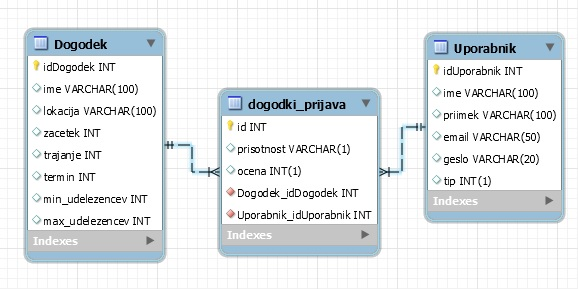 Dogodek
idDogodek INT
ime VARCHAR(100)
lokacija VARCHAR(100)
zacetek INT
trajanje INT
termin INT
min_udelezencev INT
max_udelezencev INT
Indexes
dogodki_prijava
id INT
prisotnost VARCHAR(1)
ocena INT(1)
Dogodek_idDogodek INT
Uporabnik_idUporabnik INT
Indexes
Uporabnik
idUporabnik INT
ime VARCHAR(100)
priimek VARCHAR(100)
email VARCHAR(50)
geslo VARCHAR(20)
tip INT(1)
Indexes